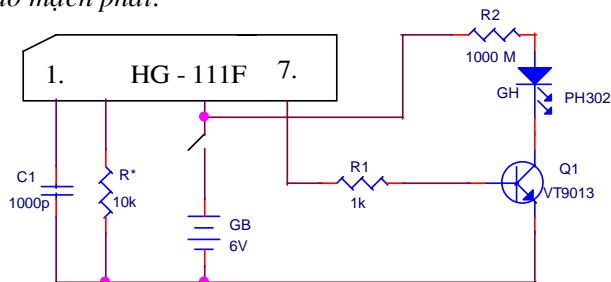 mạch phát.
R2
1000 M
1. HG - 111F 7.
GH
PH302
C1
1000p
R*
10k
R1
1k
Q1
VT9013
GB
6V